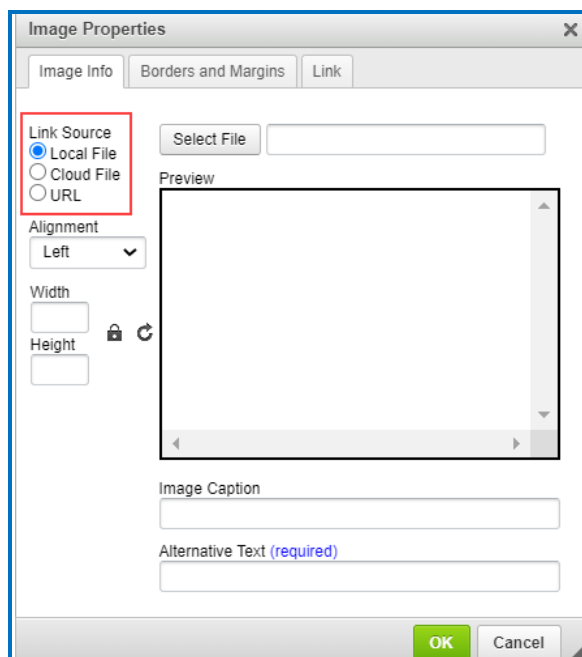 Image Properties
Image Info
Borders and Margins
Link
Link Source
Local File
Cloud File
URL
Select File
Preview
Alignment
Left
Width
Height
Image Caption
Alternative Text (required)
OK
Cancel